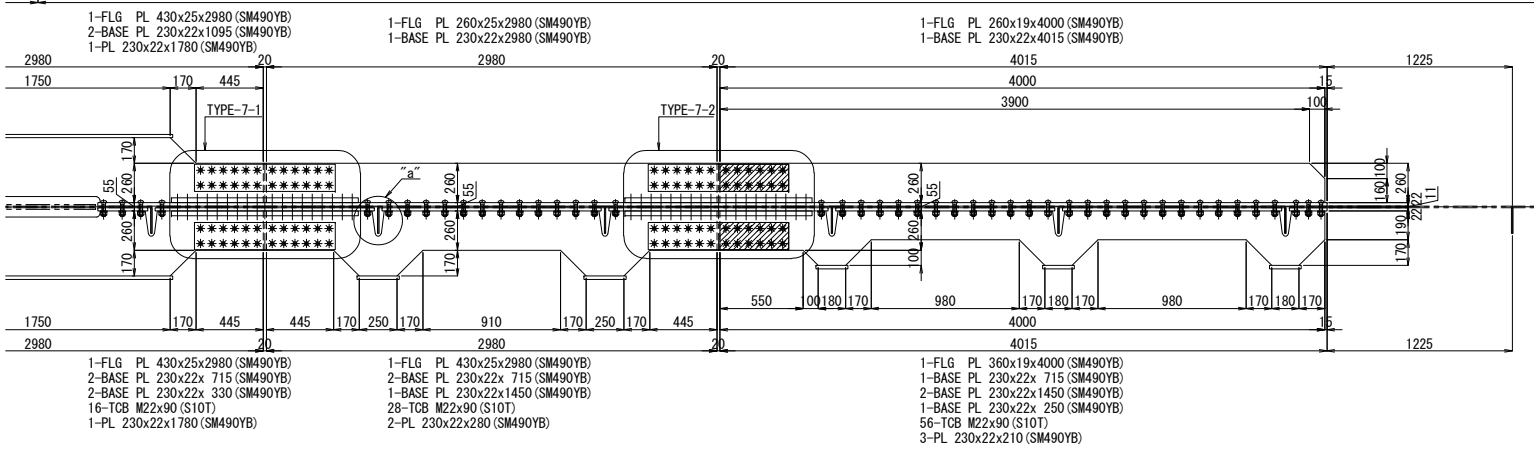 1-FLG PL 430x25x2980(SM490YB)
2-BASE PL 230x22x1095(SM490YB)
1-PL 230x22x1780(SM490YB)
1-FLG PL 260x25x2980(SM490YB)
1-BASE PL 230x22x2980(SM490YB)
1-FLG PL 260x19x4000(SM490YB)
1-BASE PL 230x22x4015(SM490YB)
2980 20 2980 20 4015 1225
1750 170 445 4000 15
3900 100
TYPE-7-1 TYPE-7-2
"a"
170 260 55 260 170
260 55 260 170
260 55 260 100
100 160 260 22 22 11 190 170
550 100 180 170 980 170 180 170 980 170 180 170
1750 170 445 445 170 250 170 910 170 250 170 445 4000 15
2980 20 2980 20 4015 1225
1-FLG PL 430x25x2980(SM490YB)
2-BASE PL 230x22x 715(SM490YB)
2-BASE PL 230x22x 330(SM490YB)
16-TCB M22x90(S10T)
1-PL 230x22x1780(SM490YB)
1-FLG PL 430x25x2980(SM490YB)
2-BASE PL 230x22x 715(SM490YB)
1-BASE PL 230x22x1450(SM490YB)
28-TCB M22x90(S10T)
2-PL 230x22x280(SM490YB)
1-FLG PL 360x19x4000(SM490YB)
1-BASE PL 230x22x 715(SM490YB)
2-BASE PL 230x22x1450(SM490YB)
1-BASE PL 230x22x 250(SM490YB)
56-TCB M22x90(S10T)
3-PL 230x22x210(SM490YB)